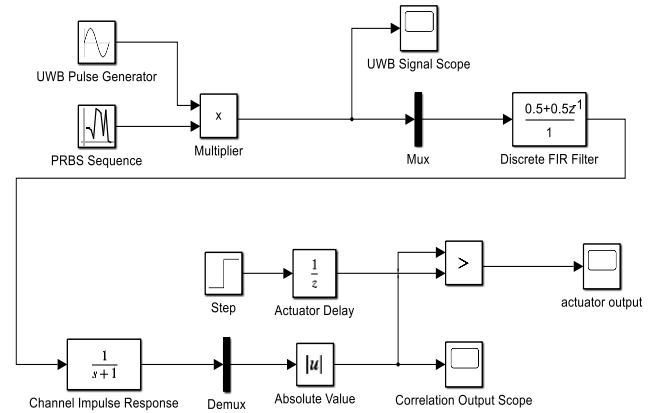 UWB Pulse Generator
UWB Signal Scope
PRBS Sequence
x
Multiplier
Mux
0.5+0.5z^-1
1
Discrete FIR Filter
Step
1
z
Actuator Delay
>
actuator output
1
s+1
Channel Impulse Response
Demux
|u|
Absolute Value
Correlation Output Scope